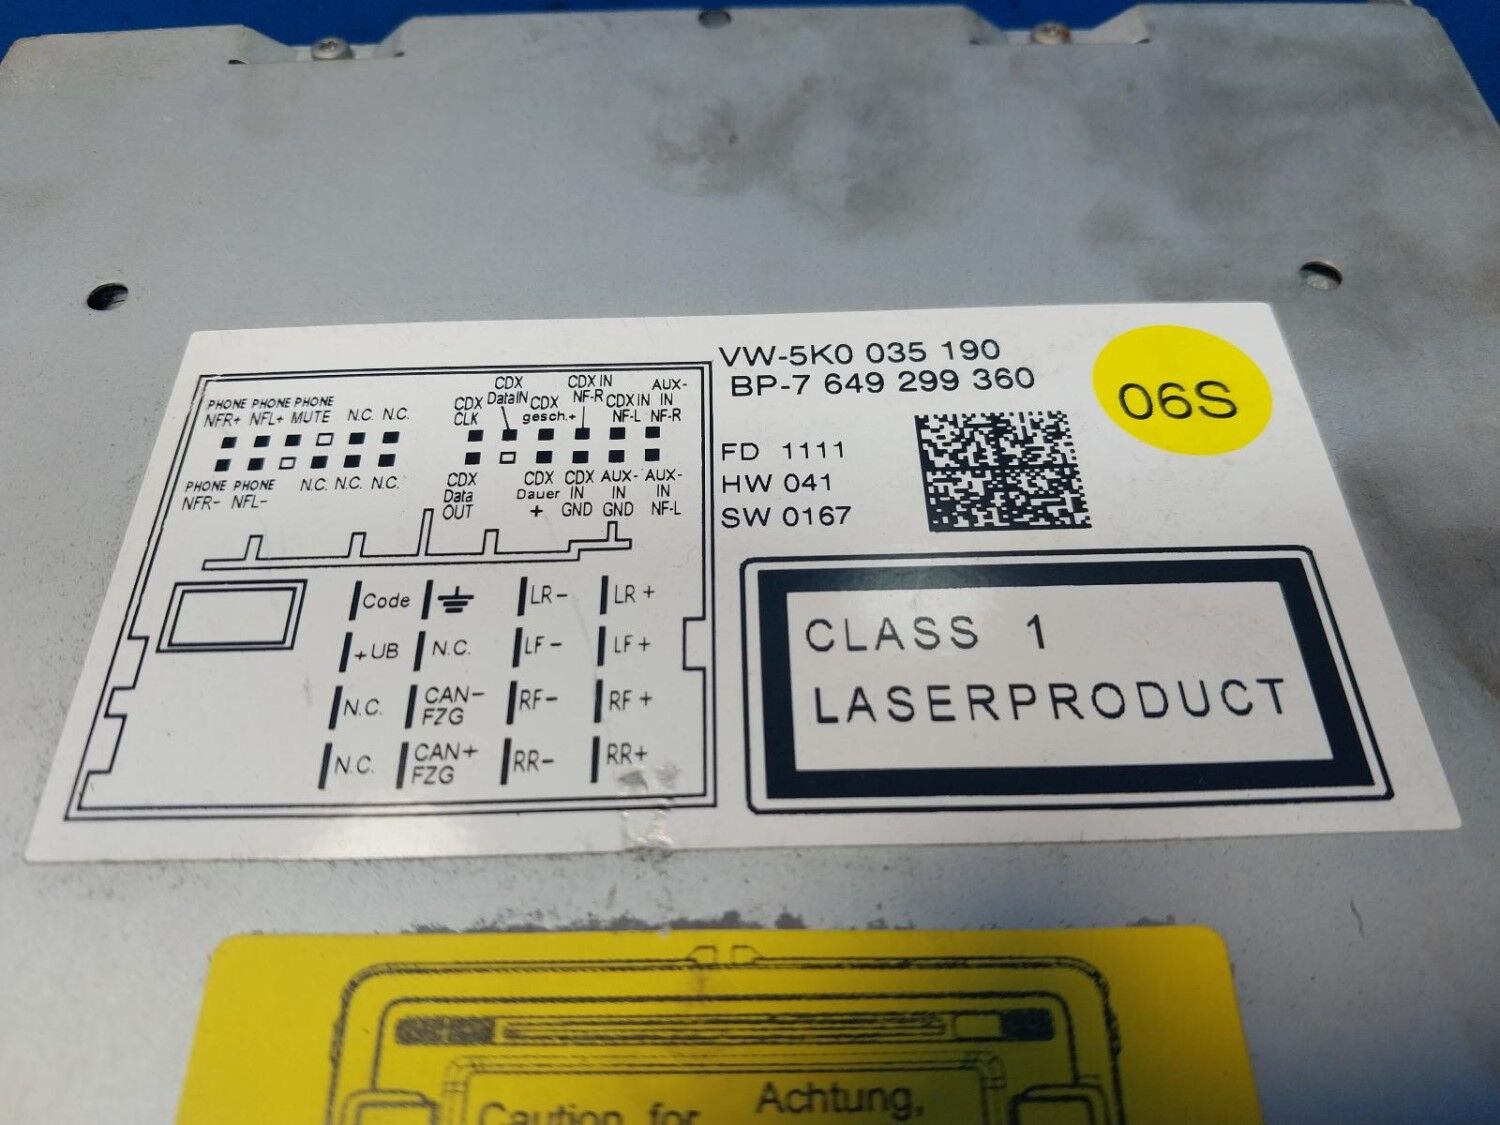 VW-5K0 035 190
BP-7 649 299 360
06S
FD 1111
HW 041
SW 0167
CLASS 1
LASERPRODUCT
PHONE PHONE PHONE
NFR+ NFL+ MUTE N.C. N.C.
PHONE PHONE
NFR- NFL- N.C. N.C. N.C.
CDX CDX IN AUX-
CDX DataIN CDX NF-R CDX IN IN
CLK gesch.+ NF-L NF-R
CDX CDX CDX AUX- AUX-
Data Dauer IN IN IN
OUT + GND GND NF-L
Code LR- LR+
+UB N.C. LF- LF+
N.C. CAN- RF- RF+
FZG
N.C. CAN+ RR- RR+
FZG
Caution for Achtung,